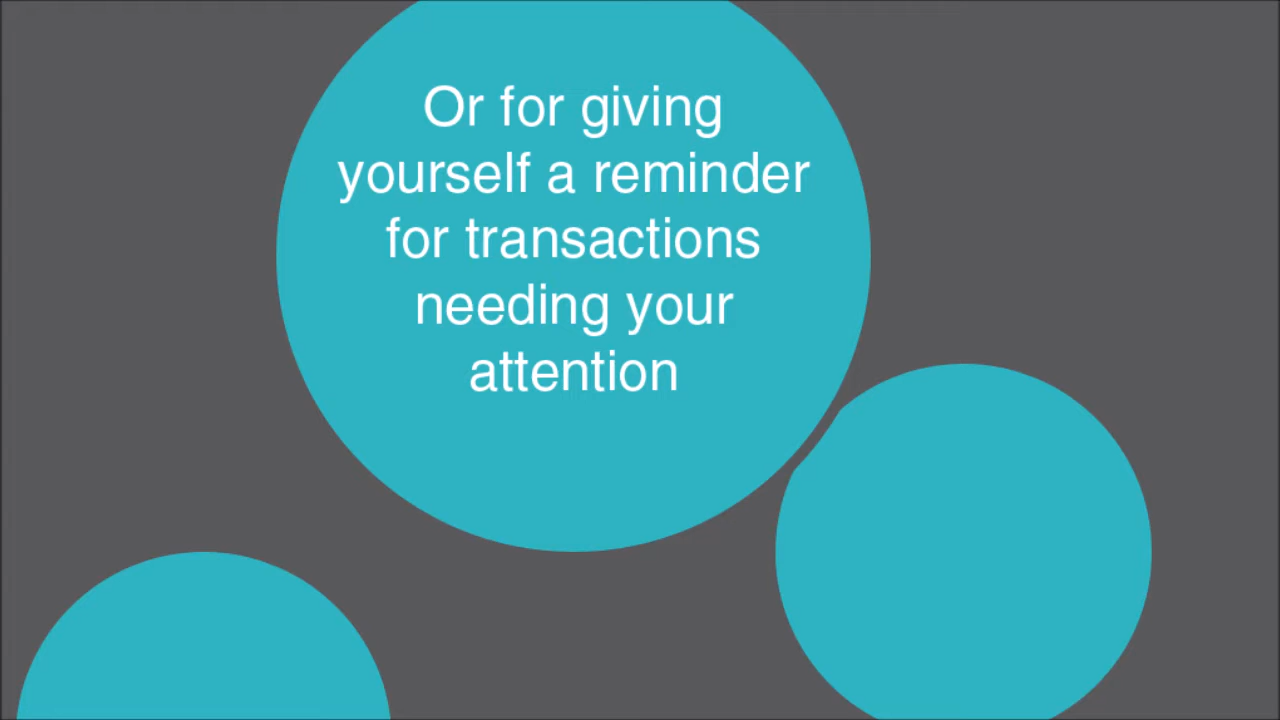 Or for giving
yourself a reminder
for transactions
needing your
attention